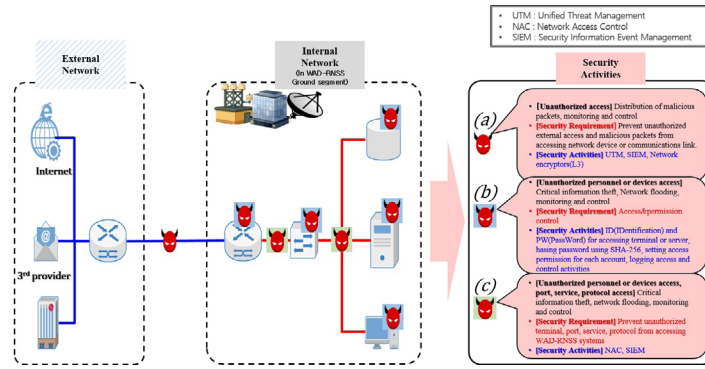 • UTM : Unified Threat Management
• NAC : Network Access Control
• SIEM : Security Information Event Management
External
Network
Internet
3rd provider
Internal
Network
(In WAD-RNSS
Ground segment)
Security
Activities
(a)
• [Unauthorized access] Distribution of malicious
packets, monitoring and control
• [Security Requirement] Prevent unauthorized
external access and malicious packets from
accessing network device or communications link.
• [Security Activities] UTM, SIEM, Network
encryptors(L3)
(b)
• [Unauthorized personnel or devices access]
Critical information theft, Network flooding,
monitoring and control
• [Security Requirement] Access&permission
control
• [Security Activities] ID(IDentification) and
PW(PassWord) for accessing terminal or server,
hasing password using SHA-256, setting access
permission for each account, logging access and
control activities
(c)
• [Unauthorized personnel or devices access,
port, service, protocol access] Critical
information theft, network flooding, monitoring
and control
• [Security Requirement] Prevent unauthorized
terminal, port, service, protocol from accessing
WAD-RNSS systems
• [Security Activities] NAC, SIEM